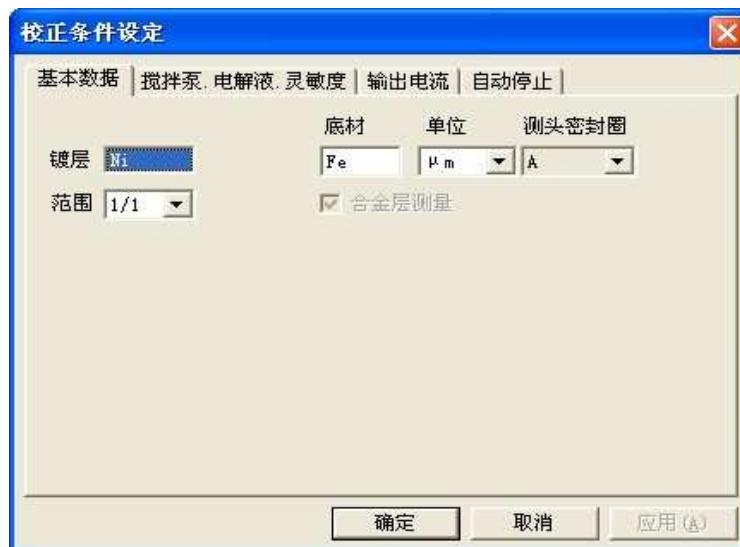 校正条件设定
基本数据 搅拌泵.电解液.灵敏度 输出电流 自动停止
底材 单位 测头密封圈
镀层 Ni Fe μm A
范围 1/1 合金层测量
确定 取消 应用(A)